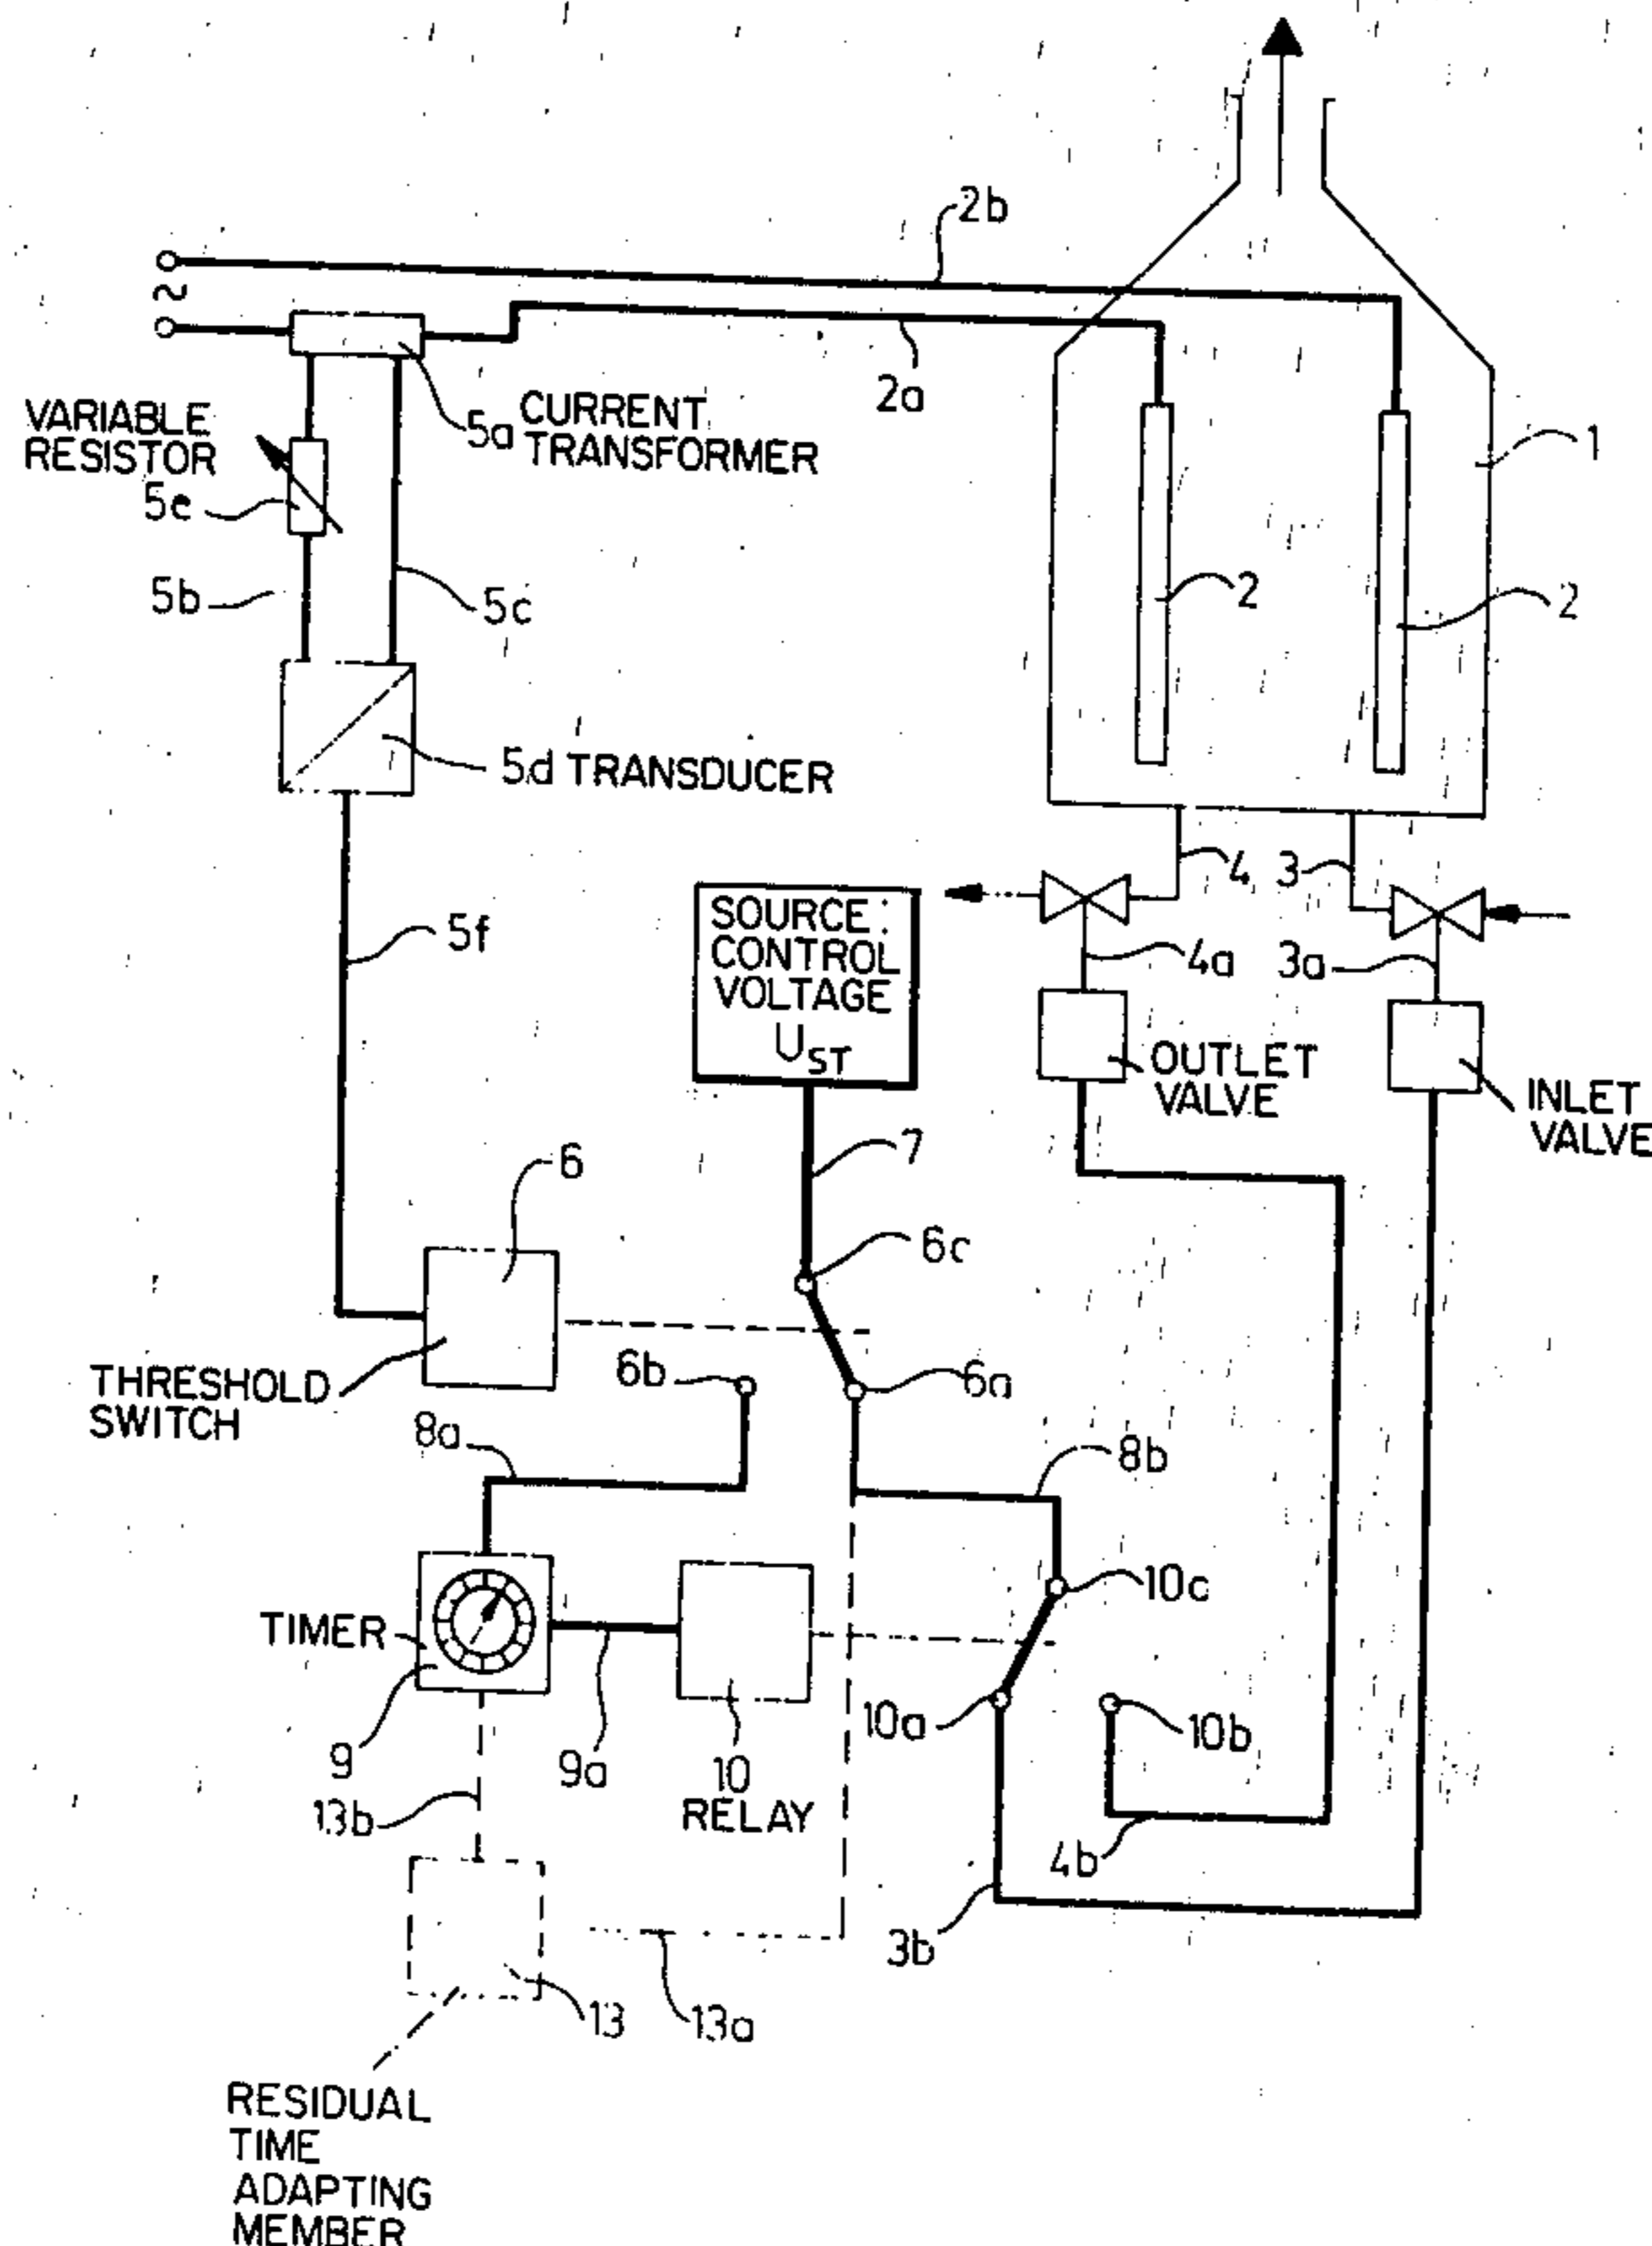 2b
~
2a
VARIABLE
RESISTOR
5e
5a CURRENT
TRANSFORMER
1
5b
5c
2
2
5d TRANSDUCER
4
3
SOURCE:
CONTROL
VOLTAGE
UST
5f
4a
3a
OUTLET
VALVE
INLET
VALVE
7
6
6c
6b
6a
THRESHOLD
SWITCH
8a
8b
10c
TIMER
10a
10b
9
9a
10
RELAY
13b
4b
3b
13
13a
RESIDUAL
TIME
ADAPTING
MEMBER